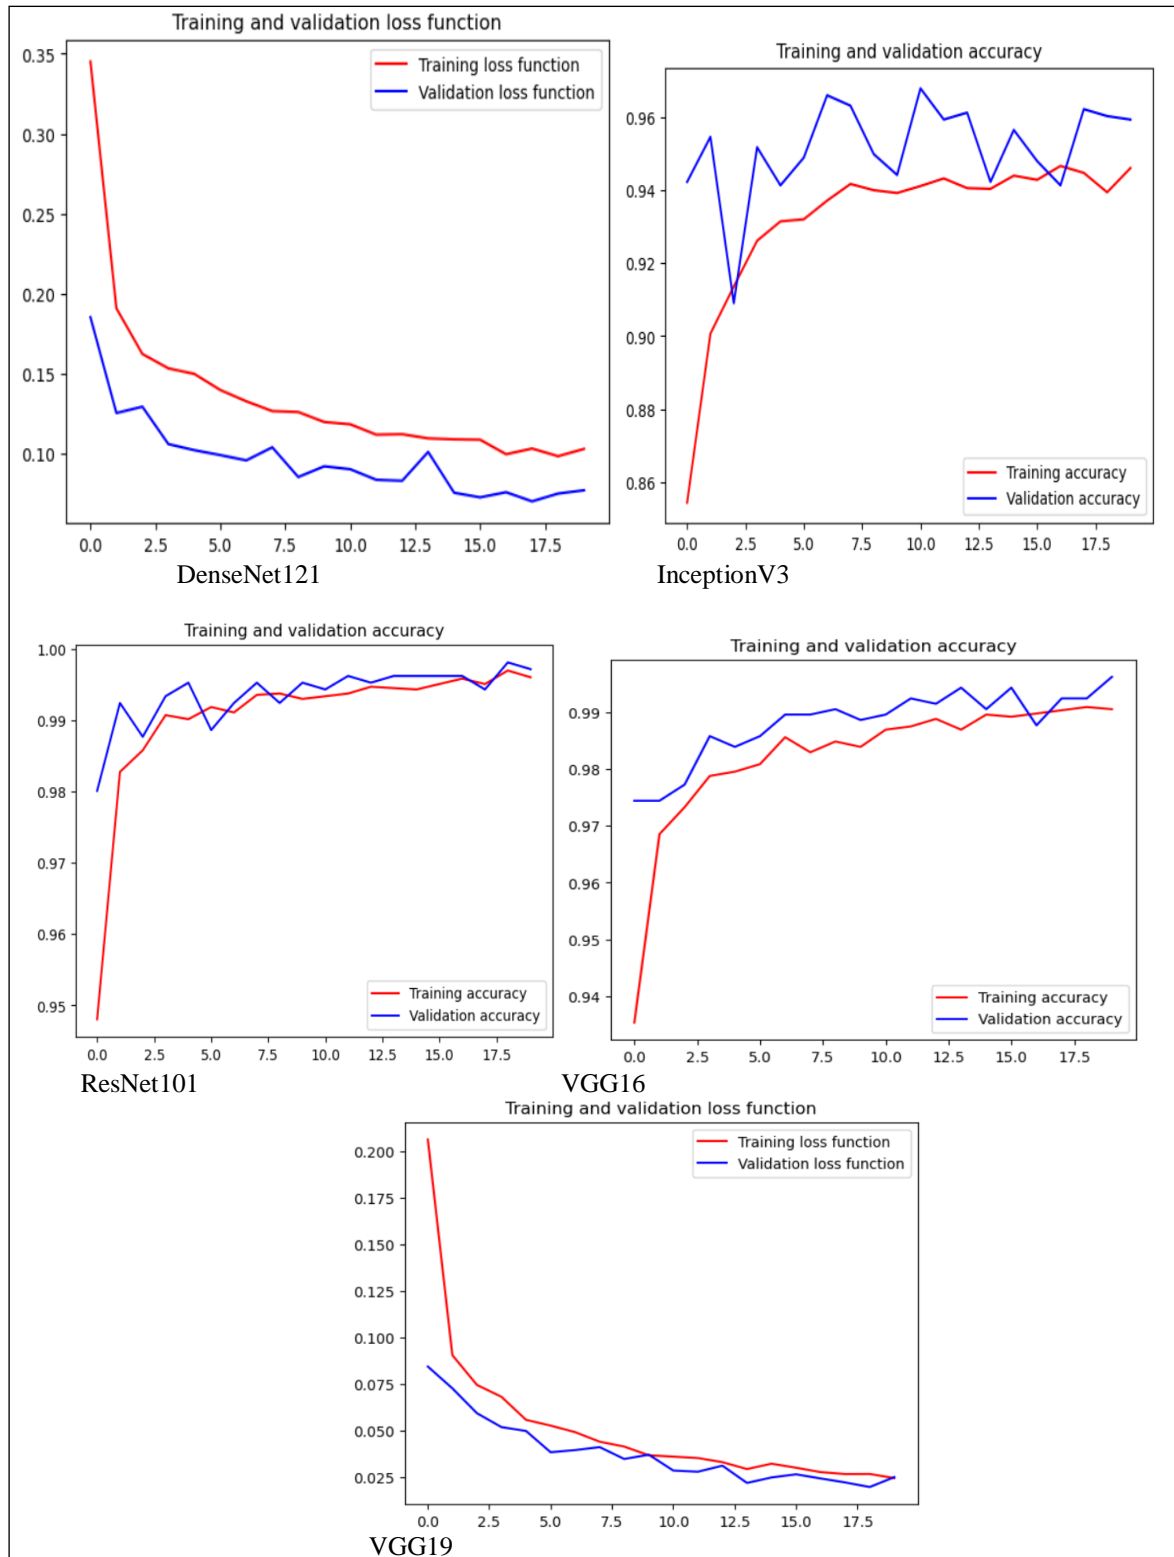 Training and validation loss function
0.35
0.30
0.25
0.20
0.15
0.10
Training loss function
Validation loss function
0.0 2.5 5.0 7.5 10.0 12.5 15.0 17.5
DenseNet121
Training and validation accuracy
0.96
0.94
0.92
0.90
0.88
0.86
Training accuracy
Validation accuracy
0.0 2.5 5.0 7.5 10.0 12.5 15.0 17.5
InceptionV3
Training and validation accuracy
1.00
0.99
0.98
0.97
0.96
0.95
Training accuracy
Validation accuracy
0.0 2.5 5.0 7.5 10.0 12.5 15.0 17.5
ResNet101
Training and validation accuracy
0.99
0.98
0.97
0.96
0.95
0.94
Training accuracy
Validation accuracy
0.0 2.5 5.0 7.5 10.0 12.5 15.0 17.5
VGG16
Training and validation loss function
0.200
0.175
0.150
0.125
0.100
0.075
0.050
0.025
Training loss function
Validation loss function
0.0 2.5 5.0 7.5 10.0 12.5 15.0 17.5
VGG19